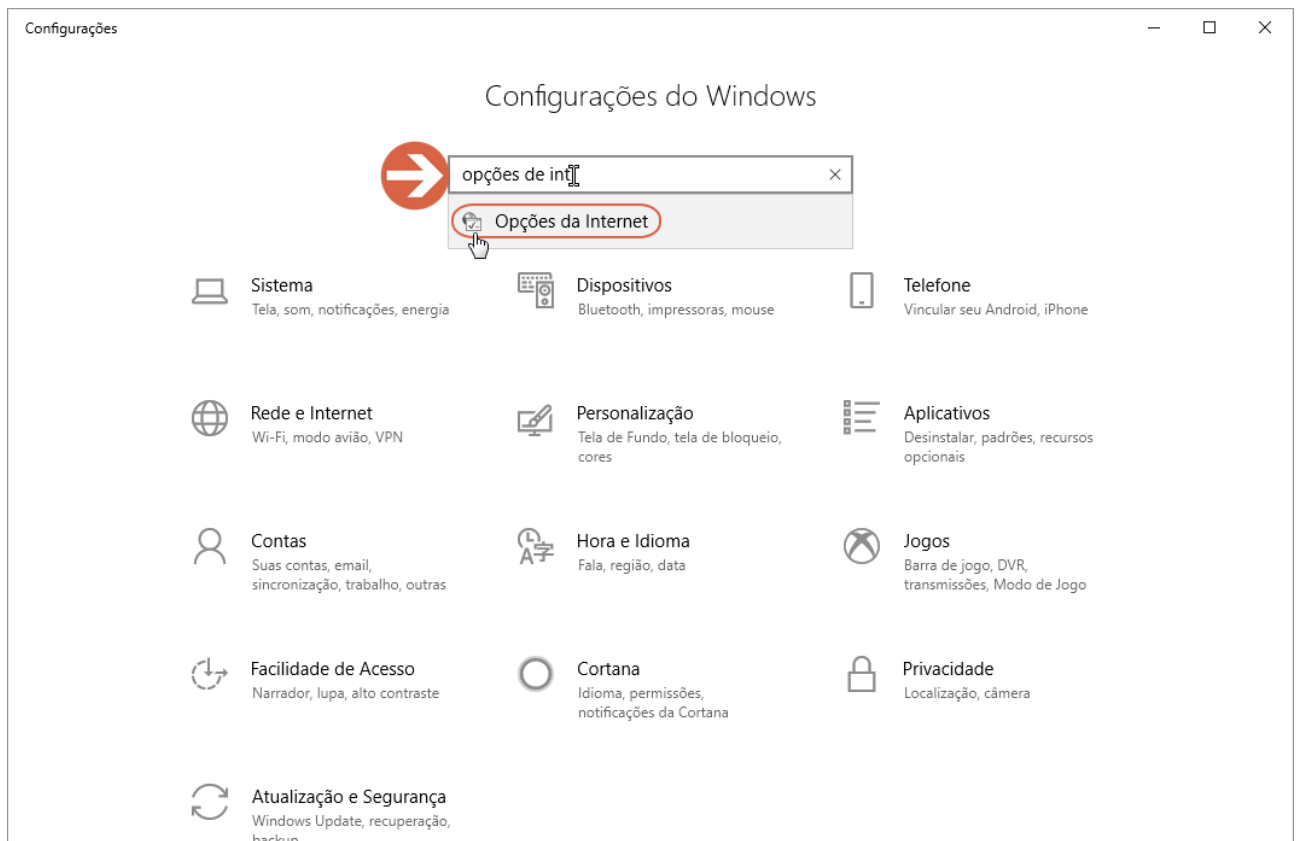 Configurações
Configurações do Windows
opções de int
Opções da Internet
Sistema
Tela, som, notificações, energia
Dispositivos
Bluetooth, impressoras, mouse
Telefone
Vincular seu Android, iPhone
Rede e Internet
Wi-Fi, modo avião, VPN
Personalização
Tela de Fundo, tela de bloqueio,
cores
Aplicativos
Desinstalar, padrões, recursos
opcionais
Contas
Suas contas, email,
sincronização, trabalho, outras
Hora e Idioma
Fala, região, data
Jogos
Barra de jogo, DVR,
transmissões, Modo de Jogo
Facilidade de Acesso
Narrador, lupa, alto contraste
Cortana
Idioma, permissões,
notificações da Cortana
Privacidade
Localização, câmera
Atualização e Segurança
Windows Update, recuperação,
backup